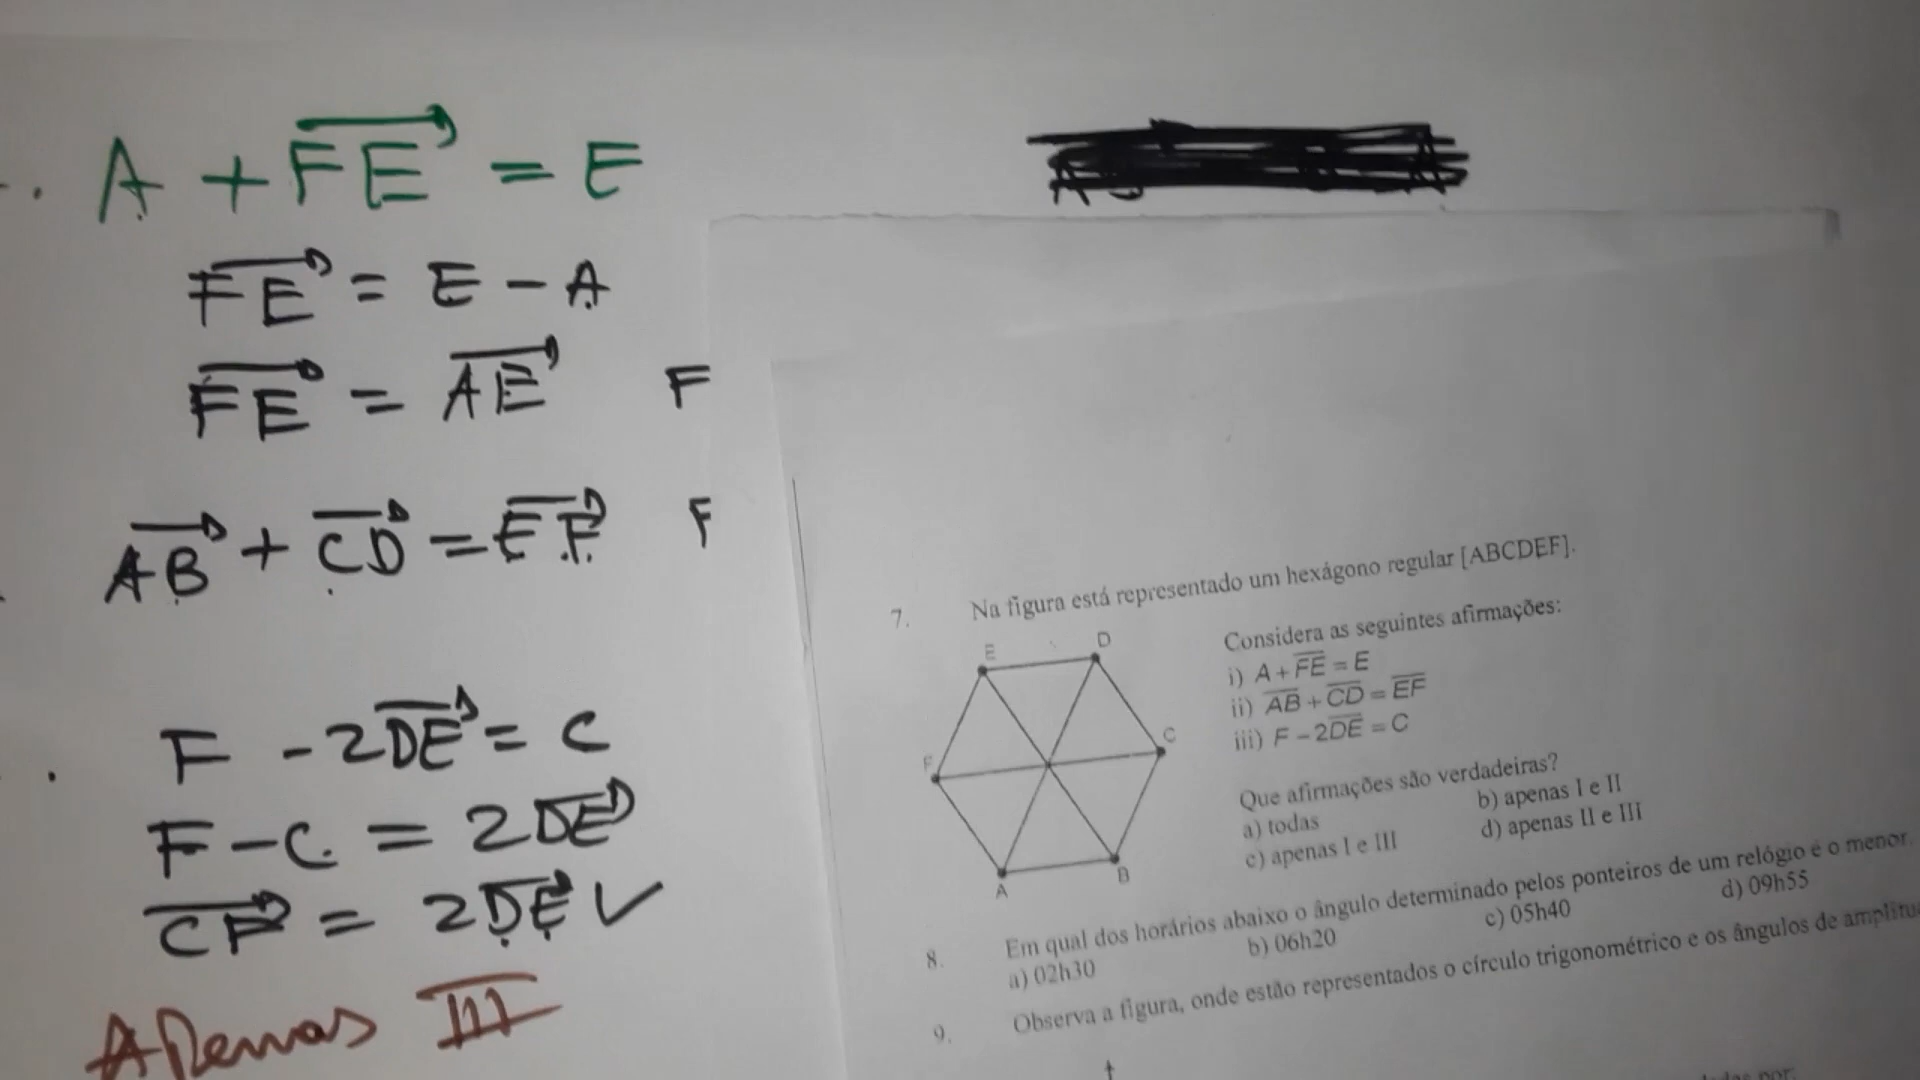 A + FE = E
FE = E - A
FE = AE F
AB + CD = EF F
F - 2DE = C
F - C = 2DE
CF = 2DE ✓
Apenas III
7. Na figura está representado um hexágono regular [ABCDEF].
E D
F C
A B
Considera as seguintes afirmações:
i) A + FE = E
ii) AB + CD = EF
iii) F - 2DE = C
Que afirmações são verdadeiras?
a) todas b) apenas I e II
c) apenas I e III d) apenas II e III
8. Em qual dos horários abaixo o ângulo determinado pelos ponteiros de um relógio é o menor.
a) 02h30 b) 06h20 c) 05h40 d) 09h55
9. Observa a figura, onde estão representados o círculo trigonométrico e os ângulos de